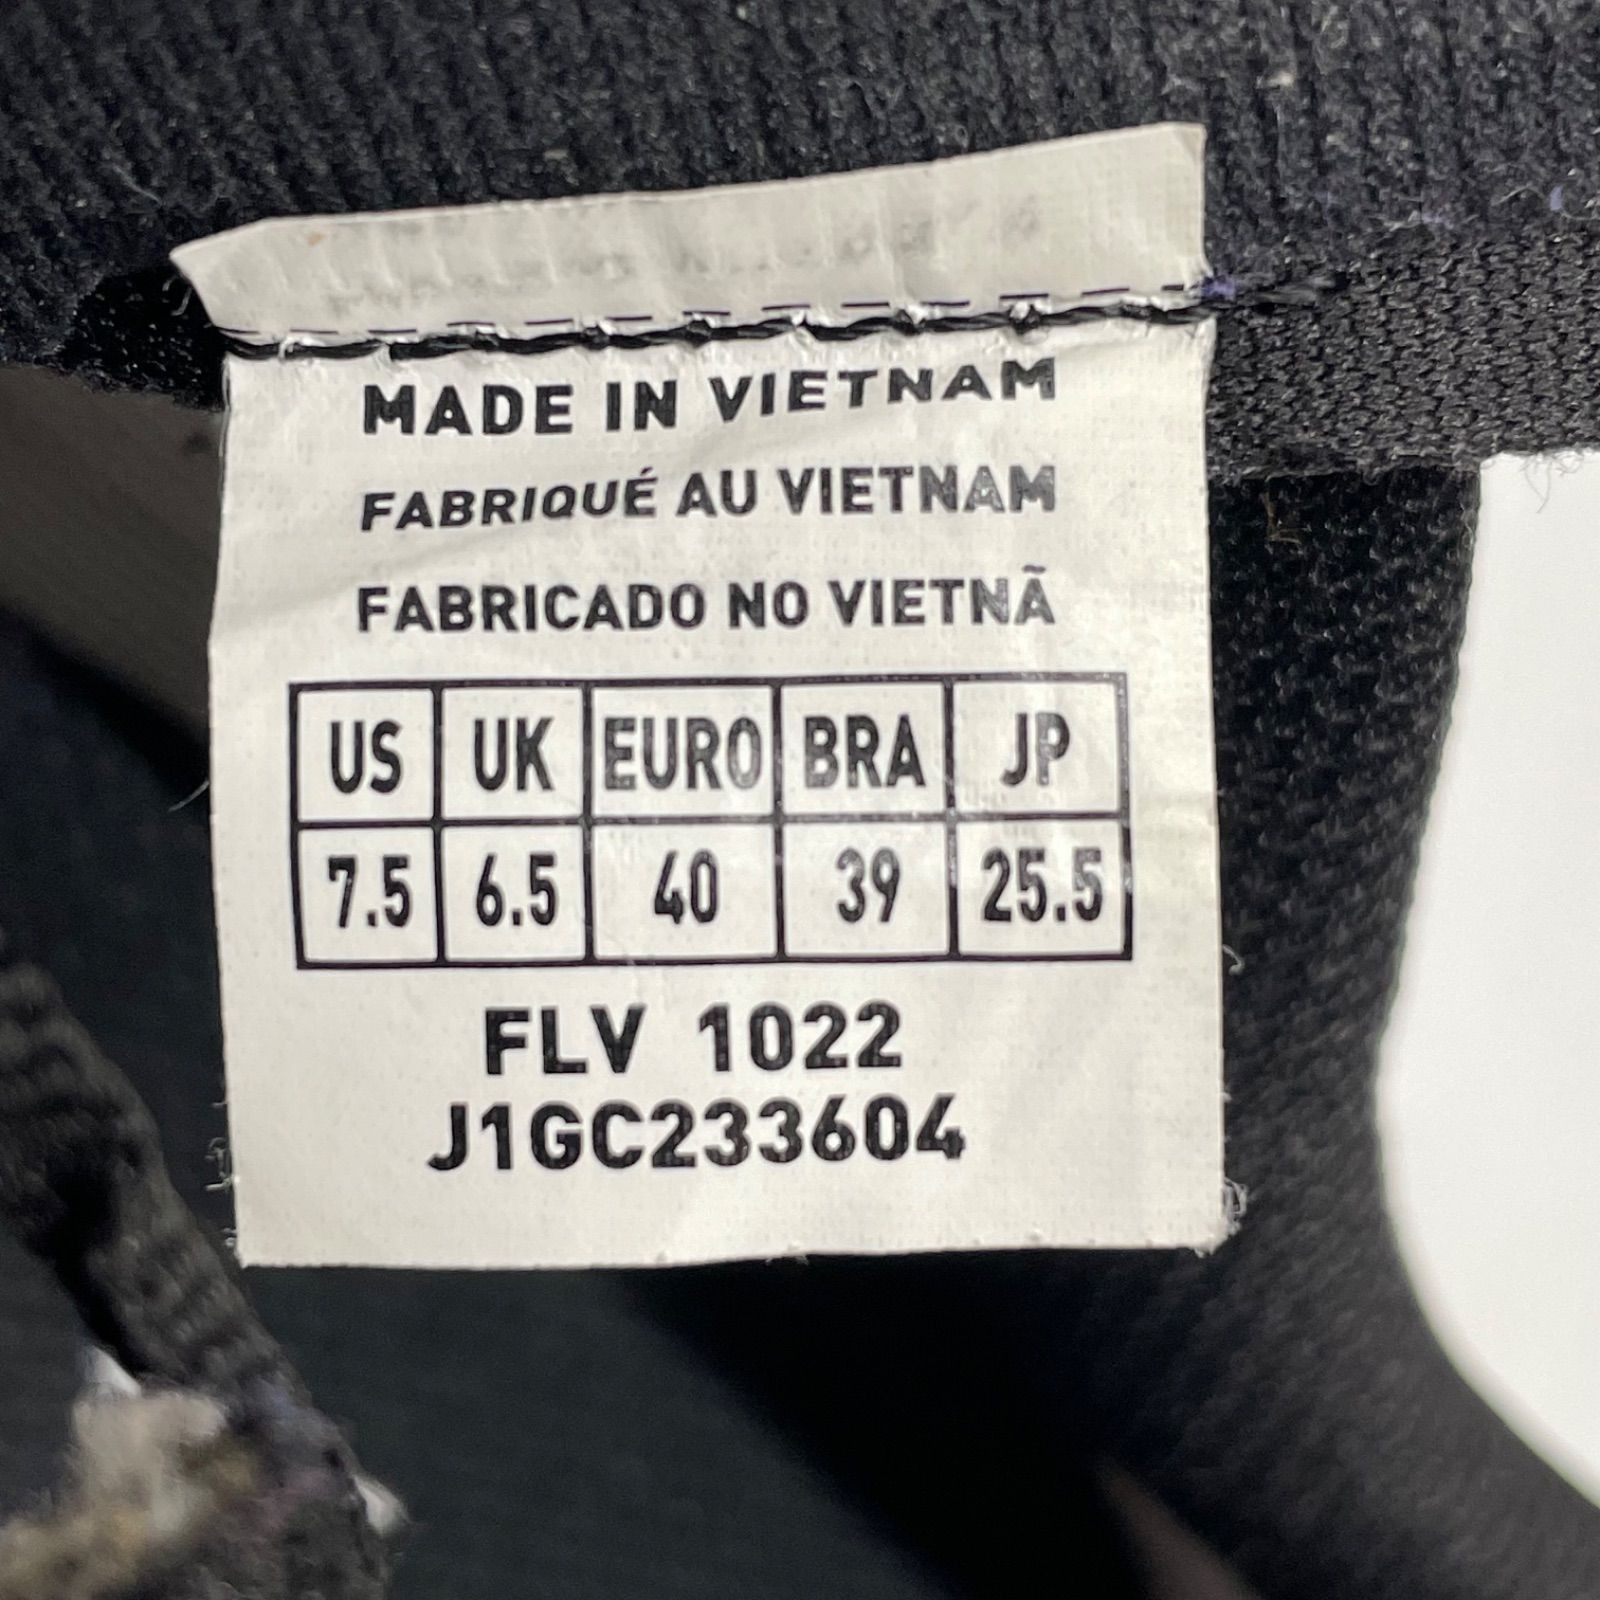 MADE IN VIETNAM
FABRIQUÉ AU VIETNAM
FABRICADO NO VIETNÃ
US UK EURO BRA JP
7.5 6.5 40 39 25.5
FLV 1022
J1GC233604